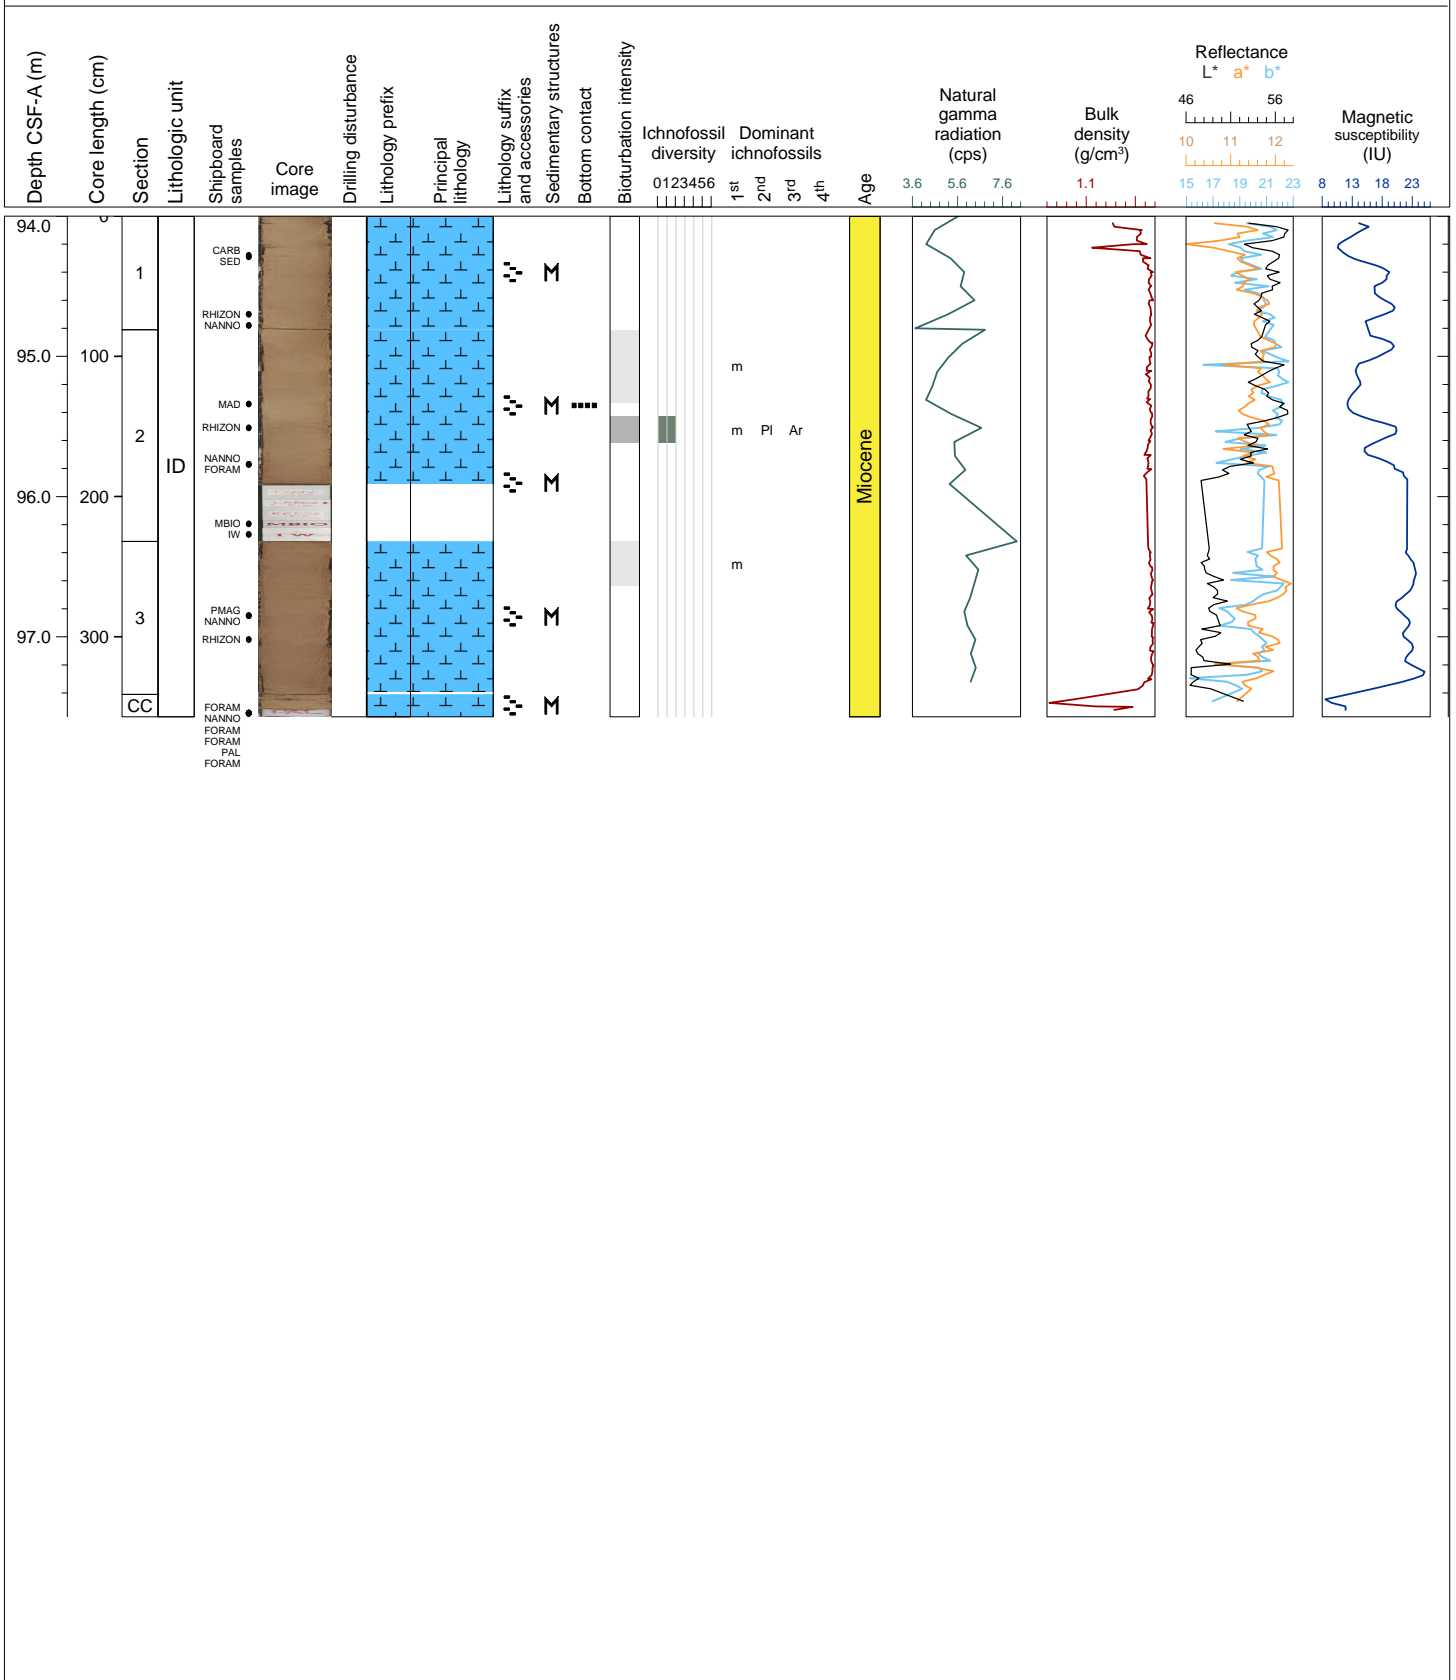 Depth CSF-A (m)
Core length (cm)
Section
Lithologic unit
Shipboard
samples
Core
image
Drilling disturbance
Lithology prefix
Principal
lithology
Lithology suffix
and accessories
Sedimentary structures
Bottom contact
Bioturbation intensity
Ichnofossil
diversity
0123456
Dominant
ichnofossils
1st
2nd
3rd
4th
Age
Natural
gamma
radiation
(cps)
3.6 5.6 7.6
Bulk
density
(g/cm³)
1.1
Reflectance
L* a* b*
46 56
10 11 12
15 17 19 21 23
Magnetic
susceptibility
(IU)
8 13 18 23
94.0
95.0
96.0
97.0
0
100
200
300
1
2
3
CC
ID
CARB
SED
RHIZON
NANNO
MAD
RHIZON
NANNO
FORAM
MBIO
IW
PMAG
NANNO
RHIZON
FORAM
NANNO
FORAM
FORAM
PAL
FORAM
MBIO
I W
m
m Pl Ar
m
Miocene